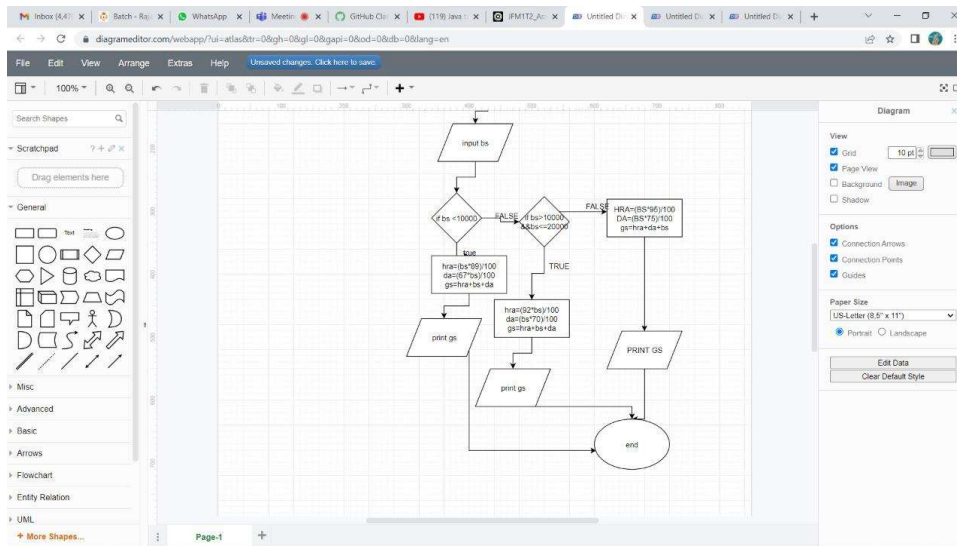 Inbox (4,47
Batch - Raj
WhatsApp
Meetin
GitHub Cla
(119) Java
JFM1T2_A
Untitled Di
Untitled Di
Untitled Di
diagrameditor.com/webapp/?ui=atlas&tr=0&gh=0&gl=0&gapi=0&od=0&db=0&lang=en
File Edit View Arrange Extras Help Unsaved changes. Click here to save.
100%
Search Shapes
Scratchpad
Drag elements here
General
Text
Misc
Advanced
Basic
Arrows
Flowchart
Entity Relation
UML
+ More Shapes...
input bs
if bs <10000
FALSE
if bs>10000
&&bs<=20000
FALSE
HRA=(BS*95)/100
DA=(BS*75)/100
gs=hra+da+bs
true
hra=(bs*89)/100
da=(67*bs)/100
gs=hra+bs+da
TRUE
hra=(92*bs)/100
da=(bs*70)/100
gs=hra+bs+da
print gs
PRINT GS
print gs
end
Page-1
Diagram
View
Grid 10 pt
Page View
Background Image
Shadow
Options
Connection Arrows
Connection Points
Guides
Paper Size
US-Letter (8,5" x 11")
Portrait Landscape
Edit Data
Clear Default Style